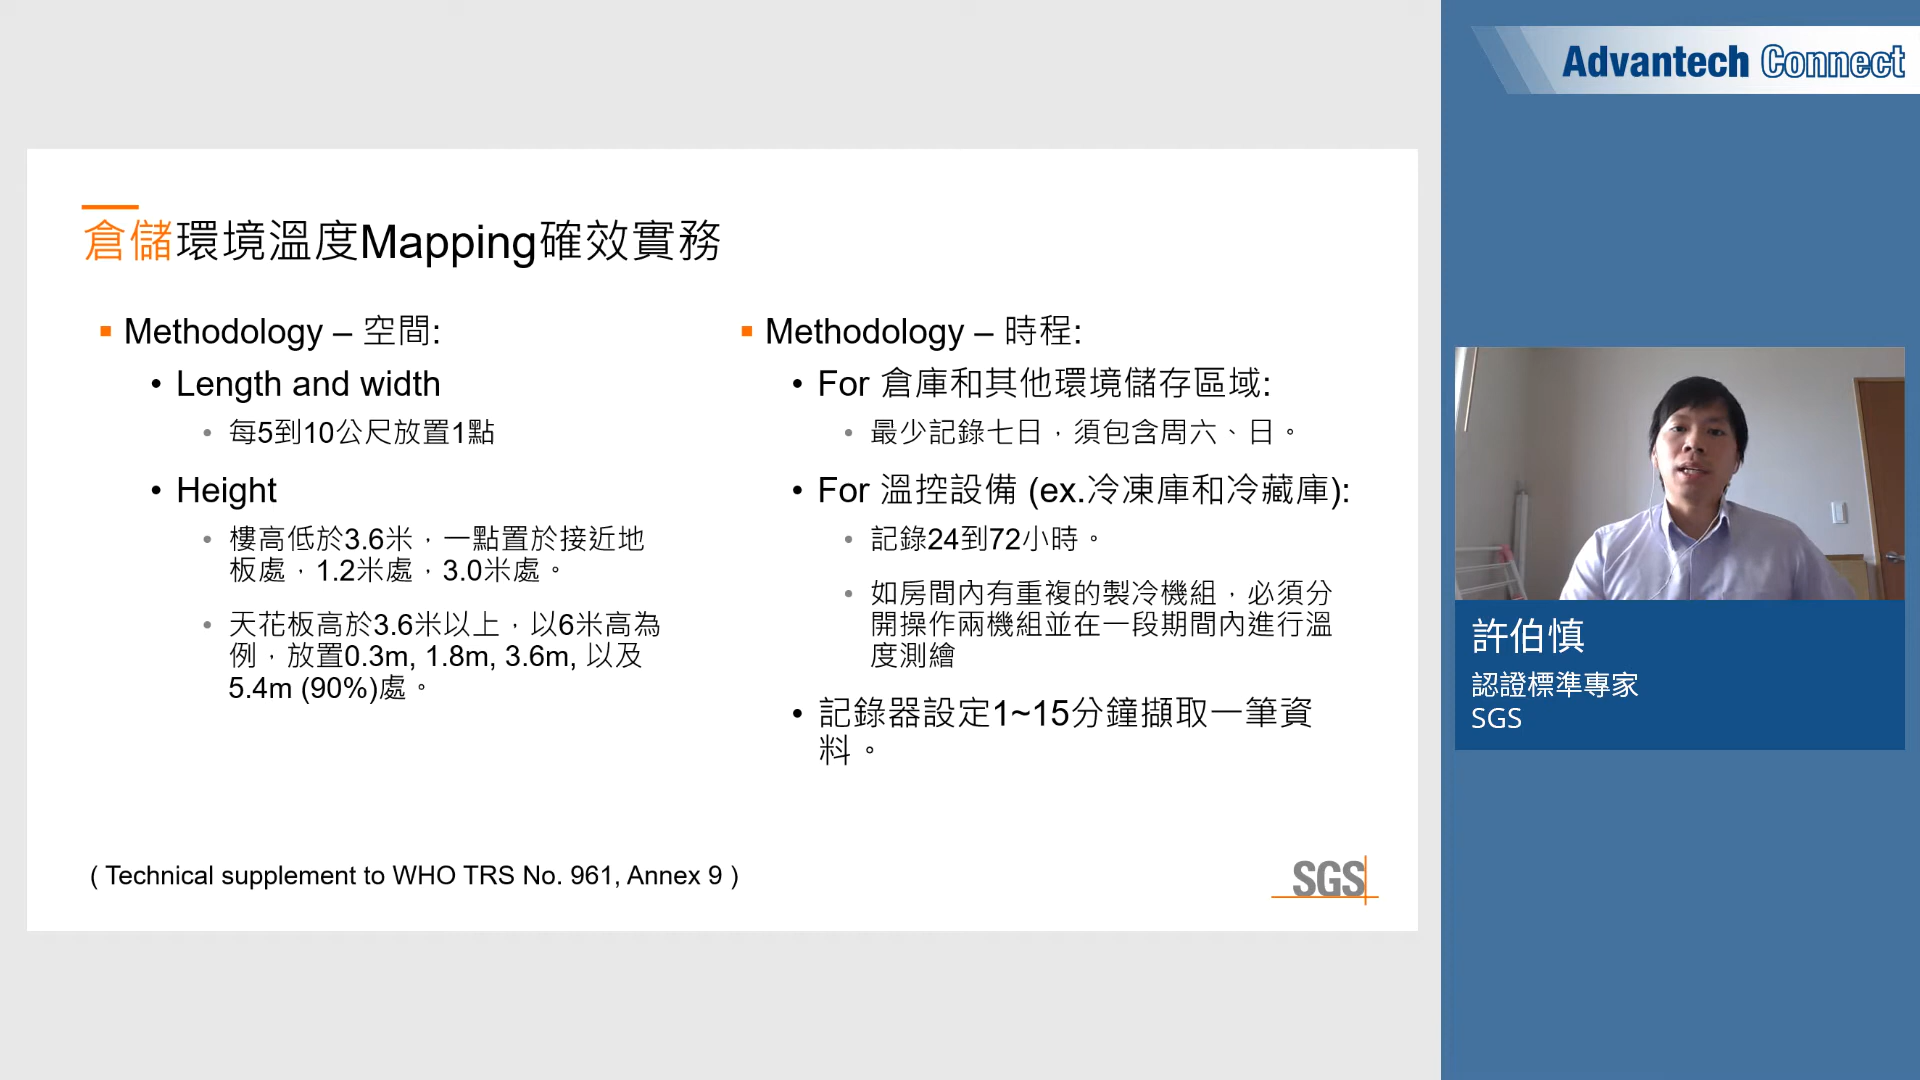 Advantech Connect
倉儲環境溫度Mapping確效實務
Methodology – 空間:
• Length and width
• 每5到10公尺放置1點
• Height
• 樓高低於3.6米，一點置於接近地
板處，1.2米處，3.0米處。
• 天花板高於3.6米以上，以6米高為
例，放置0.3m, 1.8m, 3.6m, 以及
5.4m (90%)處。
Methodology – 時程:
• For 倉庫和其他環境儲存區域:
• 最少記錄七日，須包含周六、日。
• For 溫控設備 (ex.冷凍庫和冷藏庫):
• 記錄24到72小時。
• 如房間內有重複的製冷機組，必須分
開操作兩機組並在一段期間內進行溫
度測繪
• 記錄器設定1~15分鐘擷取一筆資
料。
( Technical supplement to WHO TRS No. 961, Annex 9 )
SGS
許伯慎
認證標準專家
SGS